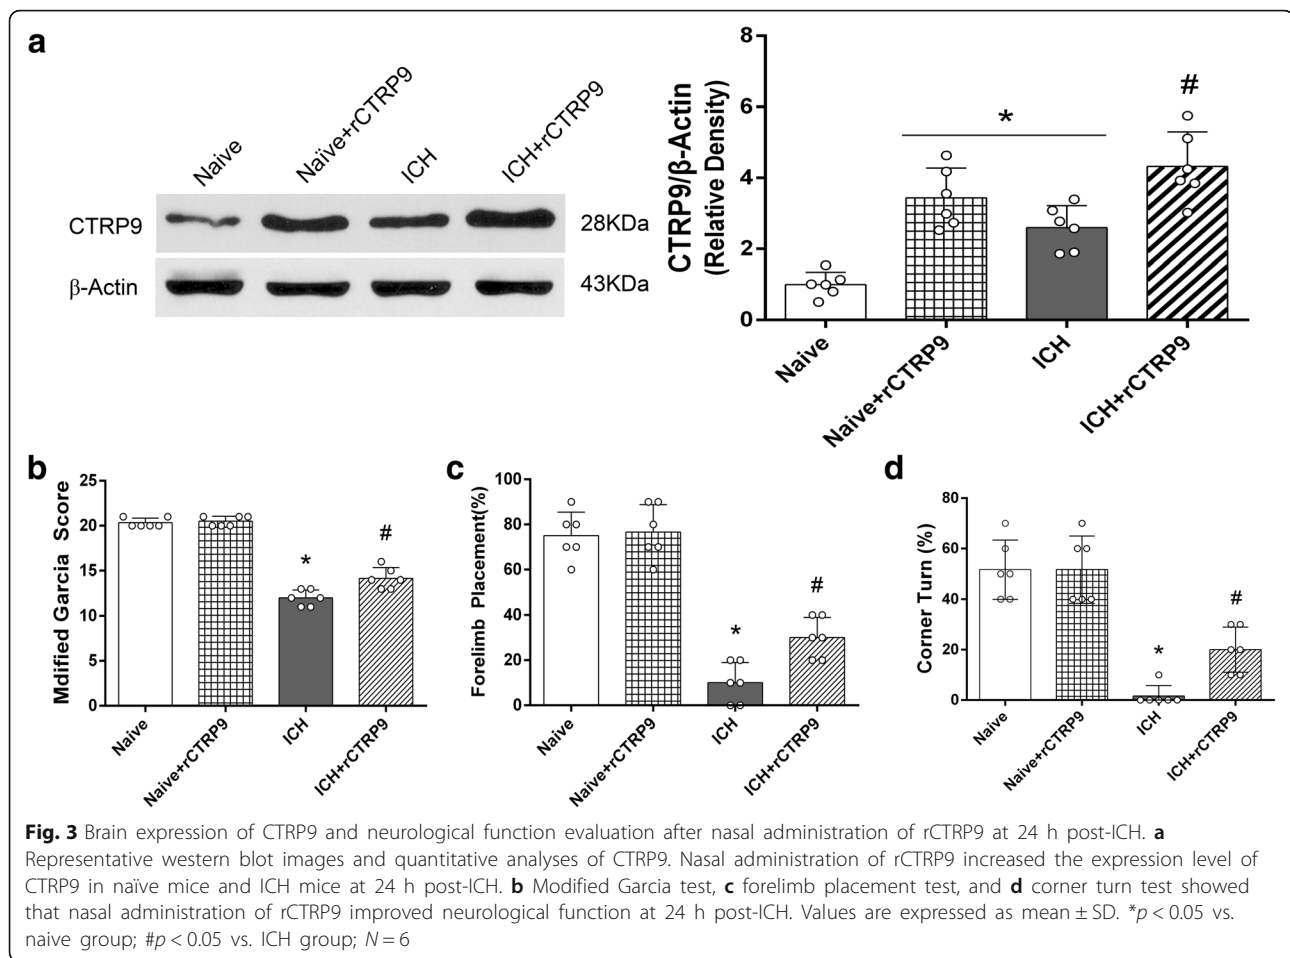 a
Naive
Naïve+rCTRP9
ICH
ICH+rCTRP9
CTRP9
28KDa
β-Actin
43KDa
CTRP9/β-Actin
(Relative Density)
8
6
4
2
0
*
#
Naive
Naive+rCTRP9
ICH
ICH+rCTRP9
b
Mdified Garcia Score
25
20
15
10
5
0
*
#
Naive
Naive+rCTRP9
ICH
ICH+rCTRP9
c
Forelimb Placement(%)
100
80
60
40
20
0
*
#
Naive
Naive+rCTRP9
ICH
ICH+rCTRP9
d
Corner Turn (%)
80
60
40
20
0
*
#
Naive
Naive+rCTRP9
ICH
ICH+rCTRP9
Fig. 3 Brain expression of CTRP9 and neurological function evaluation after nasal administration of rCTRP9 at 24 h post-ICH. a
Representative western blot images and quantitative analyses of CTRP9. Nasal administration of rCTRP9 increased the expression level of
CTRP9 in naïve mice and ICH mice at 24 h post-ICH. b Modified Garcia test, c forelimb placement test, and d corner turn test showed
that nasal administration of rCTRP9 improved neurological function at 24 h post-ICH. Values are expressed as mean ± SD. *p < 0.05 vs.
naive group; #p < 0.05 vs. ICH group; N = 6